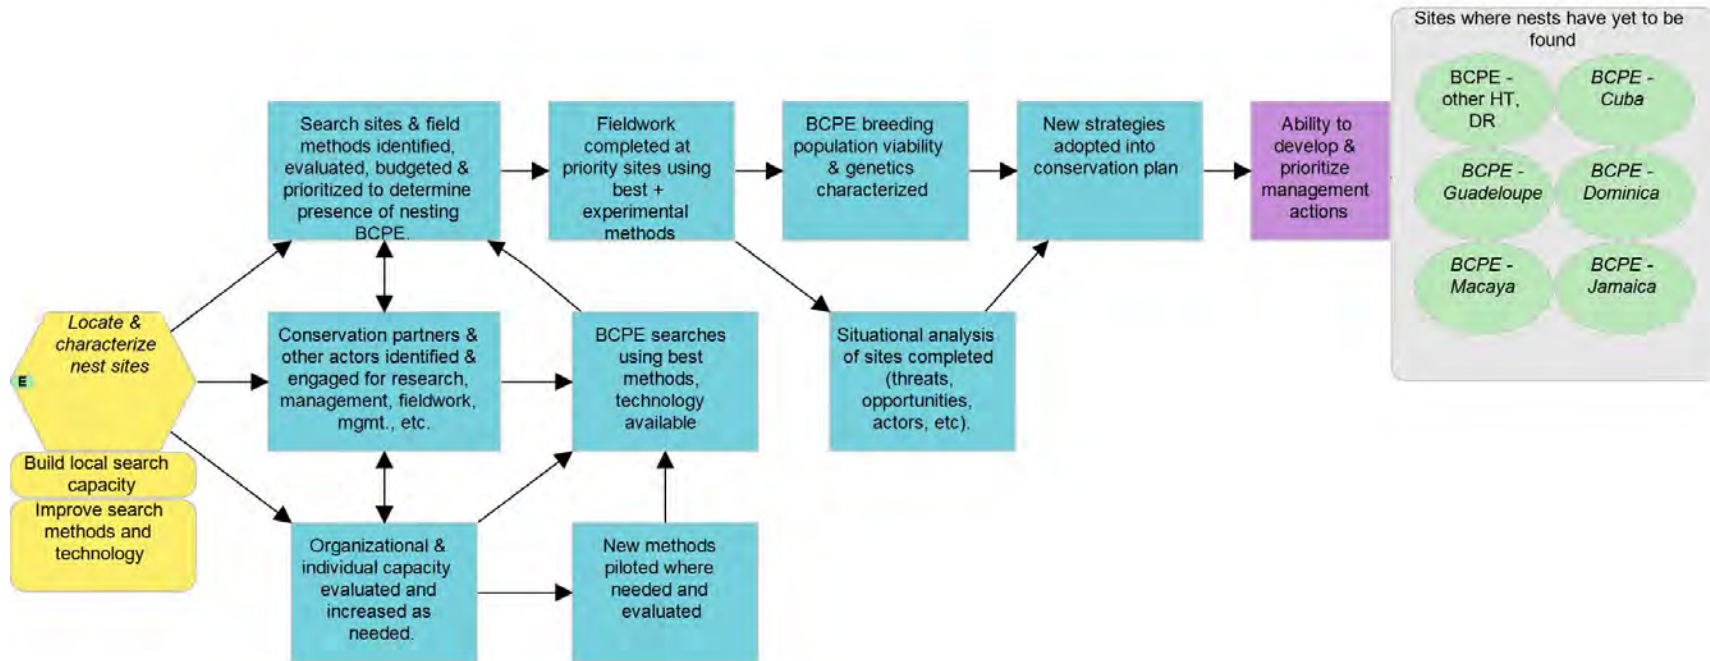 Sites where nests have yet to be
found
BCPE -
other HT,
DR
BCPE -
Cuba
BCPE -
Guadeloupe
BCPE -
Dominica
BCPE -
Macaya
BCPE -
Jamaica
Search sites & field
methods identified,
evaluated, budgeted &
prioritized to determine
presence of nesting
BCPE.
Fieldwork
completed at
priority sites using
best +
experimental
methods
BCPE breeding
population viability
& genetics
characterized
New strategies
adopted into
conservation plan
Ability to
develop &
prioritize
management
actions
Locate &
characterize
nest sites
E
Conservation partners &
other actors identified &
engaged for research,
management, fieldwork,
mgmt., etc.
BCPE searches
using best
methods,
technology
available
Situational analysis
of sites completed
(threats,
opportunities,
actors, etc).
Build local search
capacity
Improve search
methods and
technology
Organizational &
individual capacity
evaluated and
increased as
needed.
New methods
piloted where
needed and
evaluated